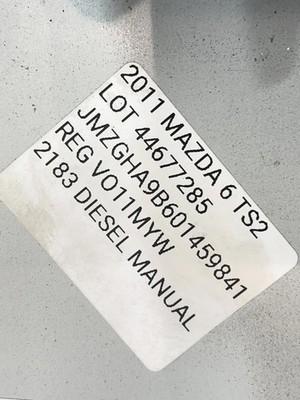 2011 MAZDA 6 TS2
LOT 44677285
JMZGHA9B601459841
REG VO11MYW
2183 DIESEL MANUAL